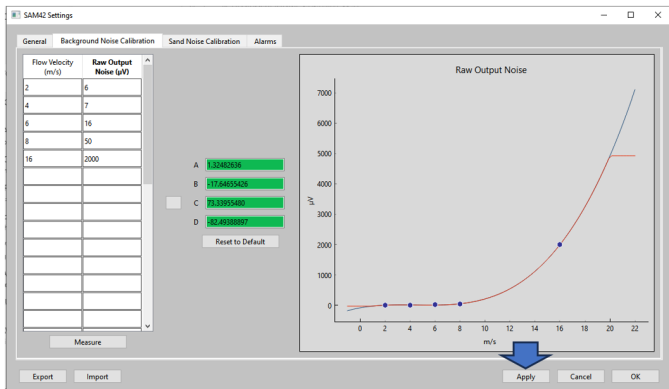 SAM42 Settings
General Background Noise Calibration Sand Noise Calibration Alarms
Flow Velocity (m/s) Raw Output Noise (µV)
2 6
4 7
6 16
8 50
16 2000
Measure
A 1.32482636
B -17.64655426
C 73.33955480
D -82.49388897
Reset to Default
Raw Output Noise
7000
6000
5000
4000
3000
2000
1000
0
µV
0 2 4 6 8 10 12 14 16 18 20 22
m/s
Export Import Apply Cancel OK